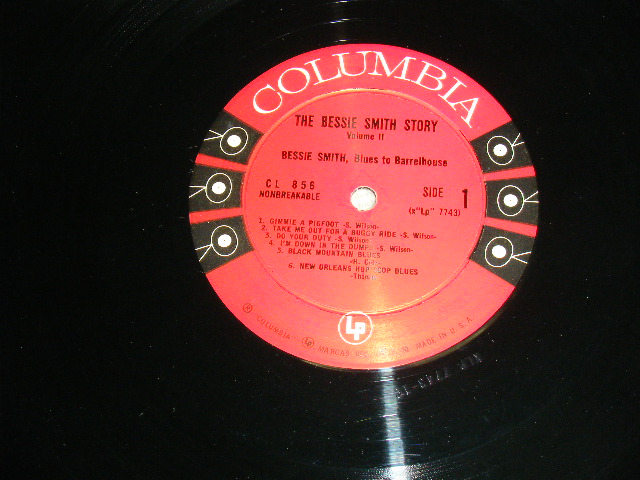 COLUMBIA
THE BESSIE SMITH STORY
Volume II
BESSIE SMITH, Blues to Barrelhouse
CL 856
NONBREAKABLE
SIDE 1
(x"Lp" 7743)
1. GIMMIE A PIGFOOT -S. Wilson-
2. TAKE ME OUT FOR A BUGGY RIDE -S. Wilson-
3. DO YOUR DUTY -S. Wilson-
4. I'M DOWN IN THE DUMPS -S. Wilson-
5. BLACK MOUNTAIN BLUES
-H.
6. NEW ORLEANS HOP SCOP BLUES
LP
® "COLUMBIA" MARCAS MADE IN U.S.A.